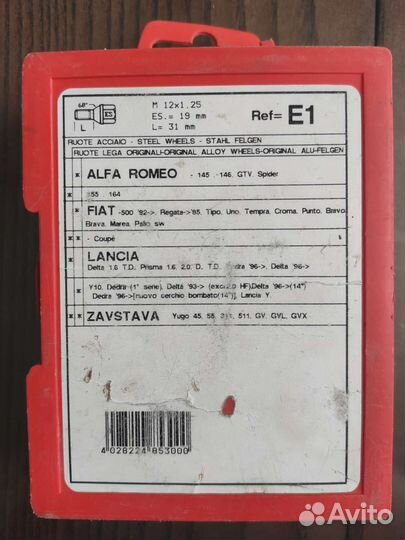 M 12x1,25
60° ES
ES.= 19 mm
Ref= E1
L
L= 31 mm
RUOTE ACCIAIO - STEEL WHEELS - STAHL FELGEN
RUOTE LEGA ORIGINALI-ORIGINAL ALLOY WHEELS-ORIGINAL ALU-FELGEN
* ALFA ROMEO - 145, -146, GTV, Spider
* 155 164
* FIAT -500 '92->, Regata->'85, Tipo, Uno, Tempra, Croma, Punto, Bravo,
Brava, Marea, Palio sw
* * - Coupé
* LANCIA
Delta 1.6 T.D., Prisma 1.6, 2.0, D, T.D., Dedra '96->, Delta '96->
* Y10, Dedra (1° serie), Delta '93-> (excl 2.0 HF), Delta '96->(14")
Dedra '96->[nuovo cerchio bombato(14")], Lancia Y
* * ZAVSTAVA Yugo 45, 55, 511, GV, GVL, GVX
4 028224 853000
Avito